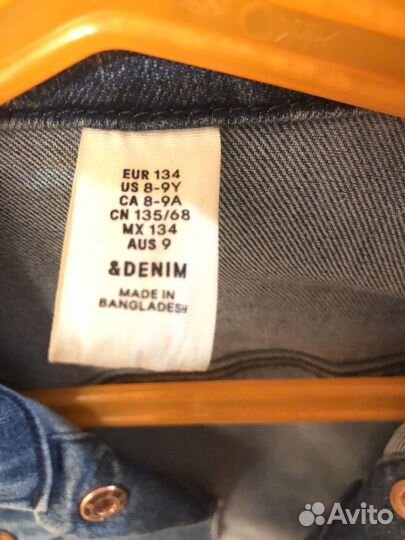 EUR 134
US 8-9Y
CA 8-9A
CN 135/68
MX 134
AUS 9
&DENIM
MADE IN
BANGLADESH
Avito